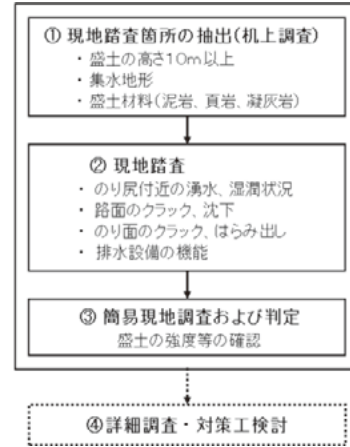 ① 現地踏査箇所の抽出(机上調査)
・ 盛土の高さ10m以上
・ 集水地形
・ 盛土材料(泥岩、頁岩、凝灰岩)
② 現地踏査
・ のり尻付近の湧水、湿潤状況
・ 路面のクラック、沈下
・ のり面のクラック、はらみ出し
・ 排水設備の機能
③ 簡易現地調査および判定
盛土の強度等の確認
④詳細調査・対策工検討